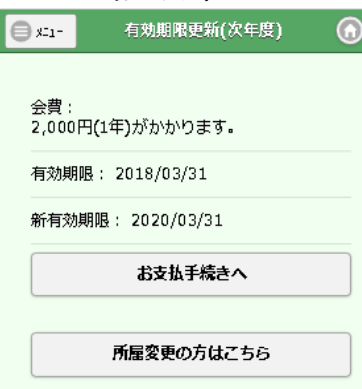 メニュー
有効期限更新(次年度)
会費：
2,000円(1年)がかかります。
有効期限： 2018/03/31
新有効期限： 2020/03/31
お支払手続きへ
所属変更の方はこちら